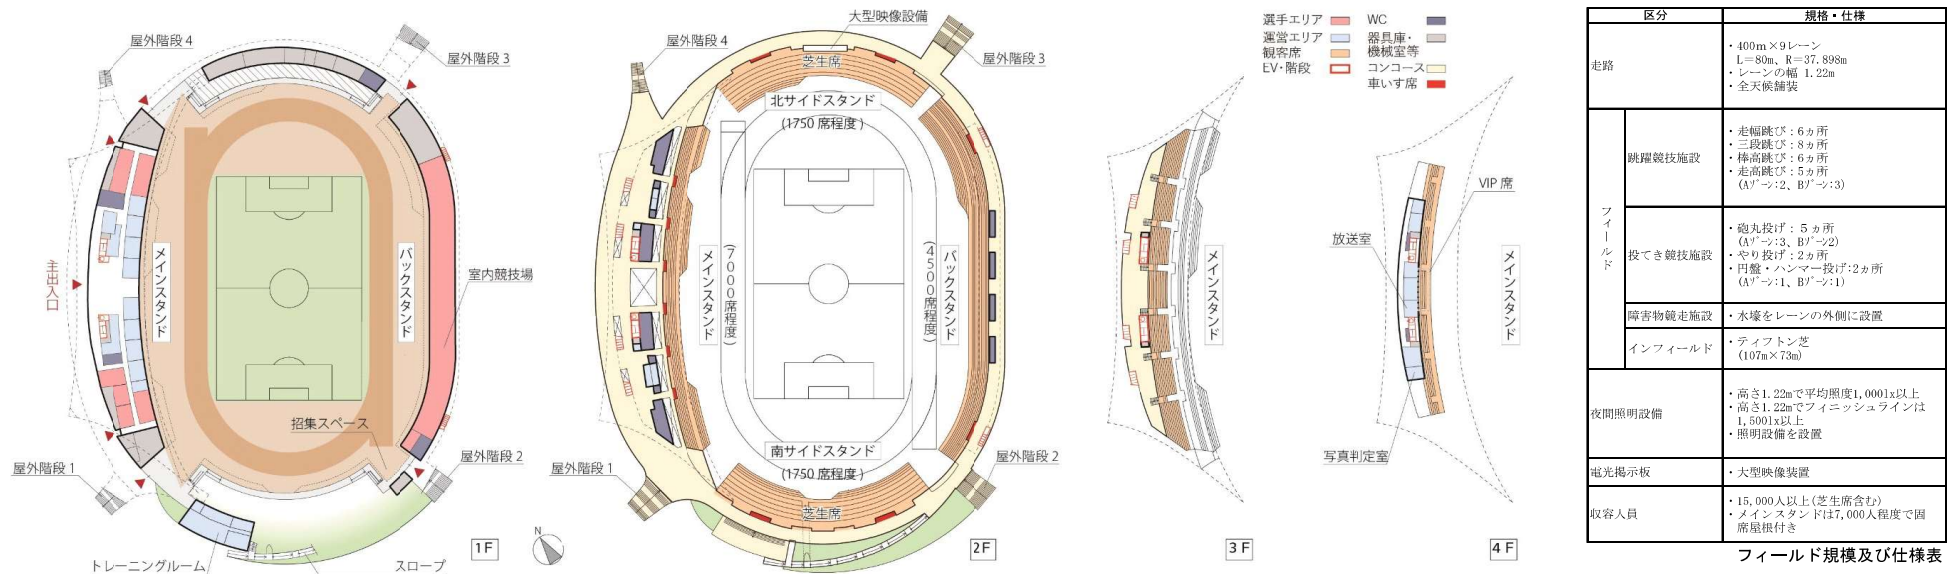 屋外階段4
屋外階段3
主出入口
メインスタンド
バックスタンド
室内競技場
招集スペース
屋外階段1
屋外階段2
トレーニングルーム
スロープ
1F
N
大型映像設備
屋外階段4
屋外階段3
芝生席
北サイドスタンド
(1750席程度)
メインスタンド
(7000席程度)
(4500席程度)
バックスタンド
南サイドスタンド
(1750席程度)
芝生席
屋外階段1
屋外階段2
2F
選手エリア
運営エリア
観客席
EV・階段
WC
器具庫・
機械室等
コンコース
車いす席
メインスタンド
3F
VIP席
放送室
写真判定室
メインスタンド
4F
区分
規格・仕様
走路
・400m×9レーン
L=80m、R=37.898m
・レーンの幅 1.22m
・全天候舗装
フィールド
跳躍競技施設
・走幅跳び：6ヵ所
・三段跳び：8ヵ所
・棒高跳び：6ヵ所
・走高跳び：5ヵ所
(Aゾーン:2、Bゾーン:3)
投てき競技施設
・砲丸投げ：５ヵ所
(Aゾーン:3、Bゾーン2)
・やり投げ：2ヵ所
・円盤・ハンマー投げ:2ヵ所
(Aゾーン:1、Bゾーン:1)
障害物競走施設
・水壕をレーンの外側に設置
インフィールド
・ティフトン芝
(107m×73m)
夜間照明設備
・高さ1.22mで平均照度1,000lx以上
・高さ1.22mでフィニッシュラインは
1,500lx以上
・照明設備を設置
電光掲示板
・大型映像装置
収容人員
・15,000人以上(芝生席含む)
・メインスタンドは7,000人程度で固
席屋根付き
フィールド規模及び仕様表